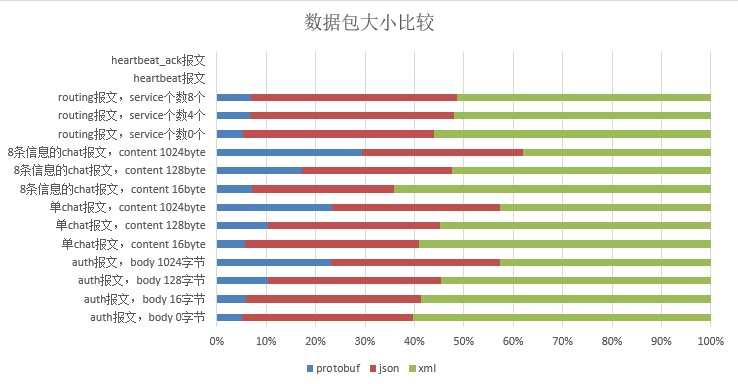 数据包大小比较
heartbeat_ack报文
heartbeat报文
routing报文，service个数8个
routing报文，service个数4个
routing报文，service个数0个
8条信息的chat报文，content 1024byte
8条信息的chat报文，content 128byte
8条信息的chat报文，content 16byte
单chat报文，content 1024byte
单chat报文，content 128byte
单chat报文，content 16byte
auth报文，body 1024字节
auth报文，body 128字节
auth报文，body 16字节
auth报文，body 0字节
0% 10% 20% 30% 40% 50% 60% 70% 80% 90% 100%
protobuf json xml